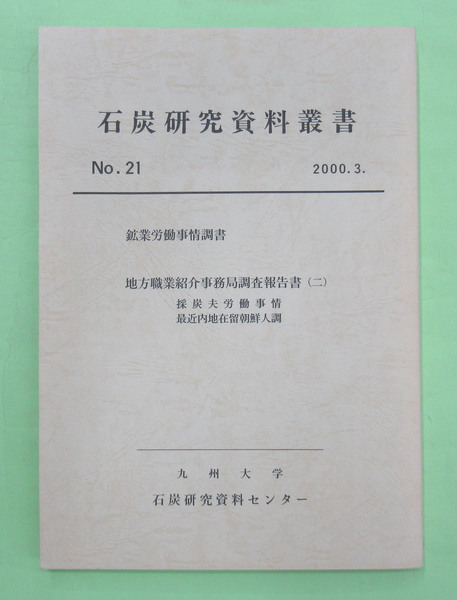 石炭研究資料叢書
No. 21 2000. 3.
鉱業労働事情調書
地方職業紹介事務局調査報告書（二）
採炭夫労働事情
最近内地在留朝鮮人調
九州大学
石炭研究資料センター